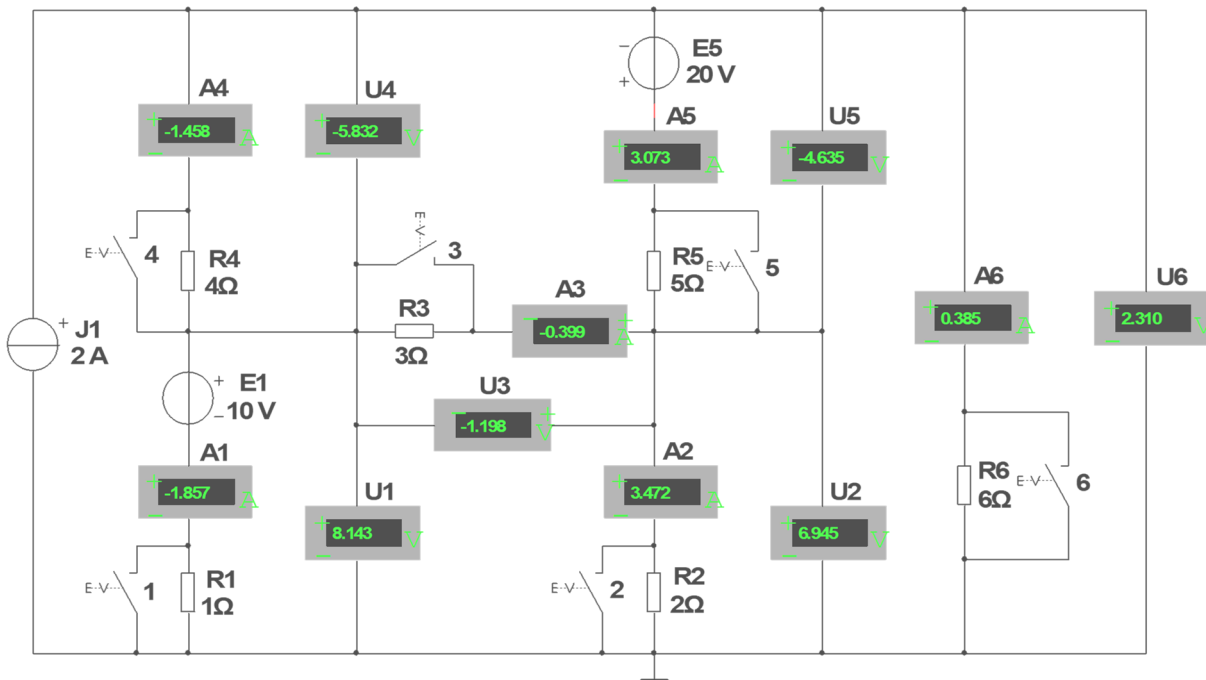 E5
20 V
A4
-1.458
A
U4
-5.832
V
A5
3.073
A
U5
-4.635
V
E V
3
E V
4
R4
4Ω
R5
5Ω
E V
5
A6
0.385
A
U6
2.310
V
J1
2 A
R3
3Ω
A3
-0.399
A
E1
10 V
U3
-1.198
V
A1
-1.857
A
U1
8.143
V
A2
3.472
A
U2
6.945
V
R6
6Ω
E V
6
E V
1
R1
1Ω
E V
2
R2
2Ω